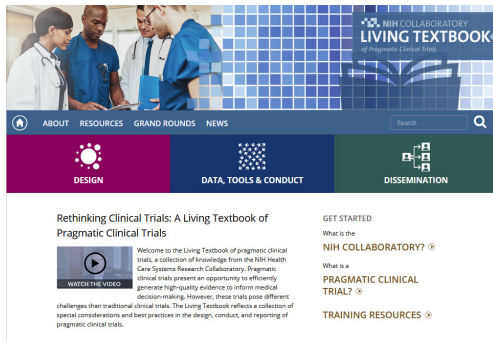 NIH COLLABORATORY
LIVING TEXTBOOK
of Pragmatic Clinical Trials
ABOUT RESOURCES GRAND ROUNDS NEWS
Search ...
DESIGN
DATA, TOOLS & CONDUCT
DISSEMINATION
Rethinking Clinical Trials: A Living Textbook of
Pragmatic Clinical Trials
WATCH THE VIDEO
Welcome to the Living Textbook of pragmatic clinical
trials, a collection of knowledge from the NIH Health
Care Systems Research Collaboratory. Pragmatic
clinical trials present an opportunity to efficiently
generate high-quality evidence to inform medical
decision-making. However, these trials pose different
challenges than traditional clinical trials. The Living Textbook reflects a collection of
special considerations and best practices in the design, conduct, and reporting of
pragmatic clinical trials.
GET STARTED
What is the
NIH COLLABORATORY?
What is a
PRAGMATIC CLINICAL
TRIAL?
TRAINING RESOURCES